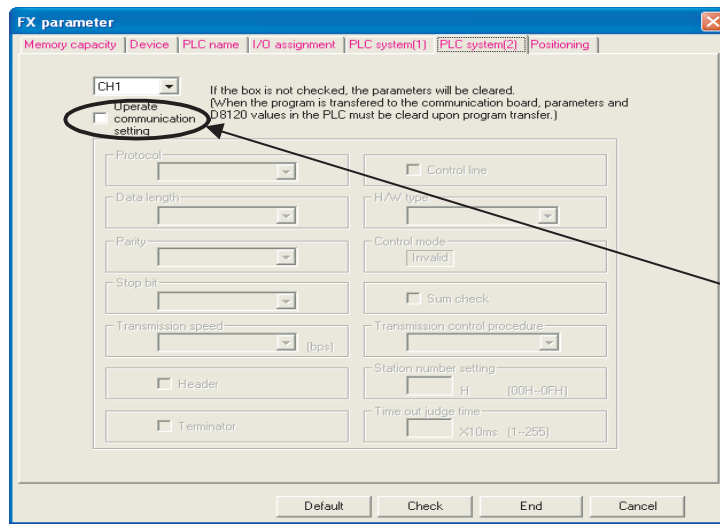 FX parameter
Memory capacity Device PLC name I/O assignment PLC system(1) PLC system(2) Positioning
CH1
If the box is not checked, the parameters will be cleared.
(When the program is transfered to the communication board, parameters and
D8120 values in the PLC must be cleard upon program transfer.)
Operate
communication
setting
Protocol
Control line
Data length
H/W type
Parity
Control mode
Invalid
Stop bit
Sum check
Transmission speed
(bps)
Transmission control procedure
Header
Station number setting
H (00H--0FH)
Terminator
Time out judge time
X10ms (1--255)
Default Check End Cancel